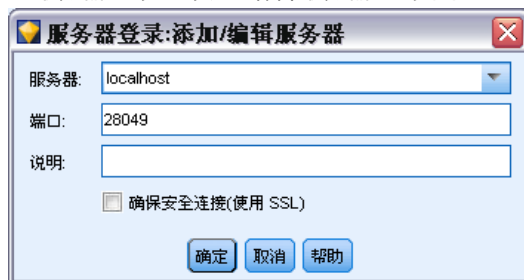 服务器登录:添加/编辑服务器
服务器: localhost
端口: 28049
说明:
确保安全连接(使用 SSL)
确定 取消 帮助